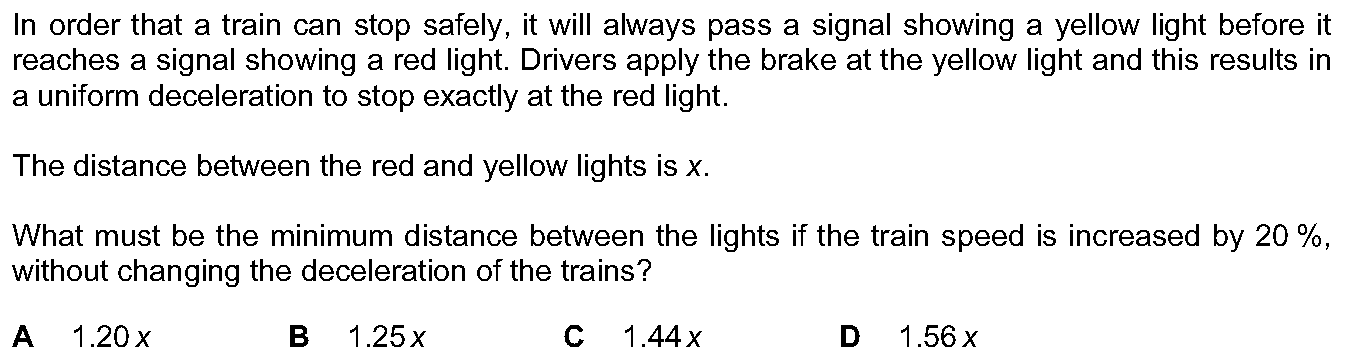 In order that a train can stop safely, it will always pass a signal showing a yellow light before it
reaches a signal showing a red light. Drivers apply the brake at the yellow light and this results in
a uniform deceleration to stop exactly at the red light.
The distance between the red and yellow lights is x.
What must be the minimum distance between the lights if the train speed is increased by 20 %,
without changing the deceleration of the trains?
A 1.20 x B 1.25 x C 1.44 x D 1.56 x